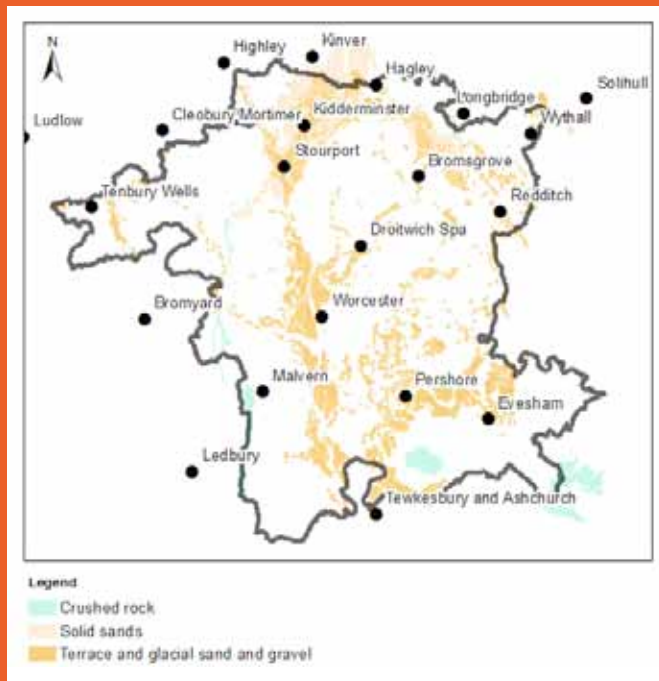 N
Highley
Kinver
Hagley
Longbridge
Solihull
Ludlow
Cleobury Mortimer
Kidderminster
Wythall
Stourport
Bromsgrove
Tenbury Wells
Redditch
Droitwich Spa
Bromyard
Worcester
Malvern
Pershore
Evesham
Ledbury
Tewkesbury and Ashchurch
Legend
Crushed rock
Solid sands
Terrace and glacial sand and gravel